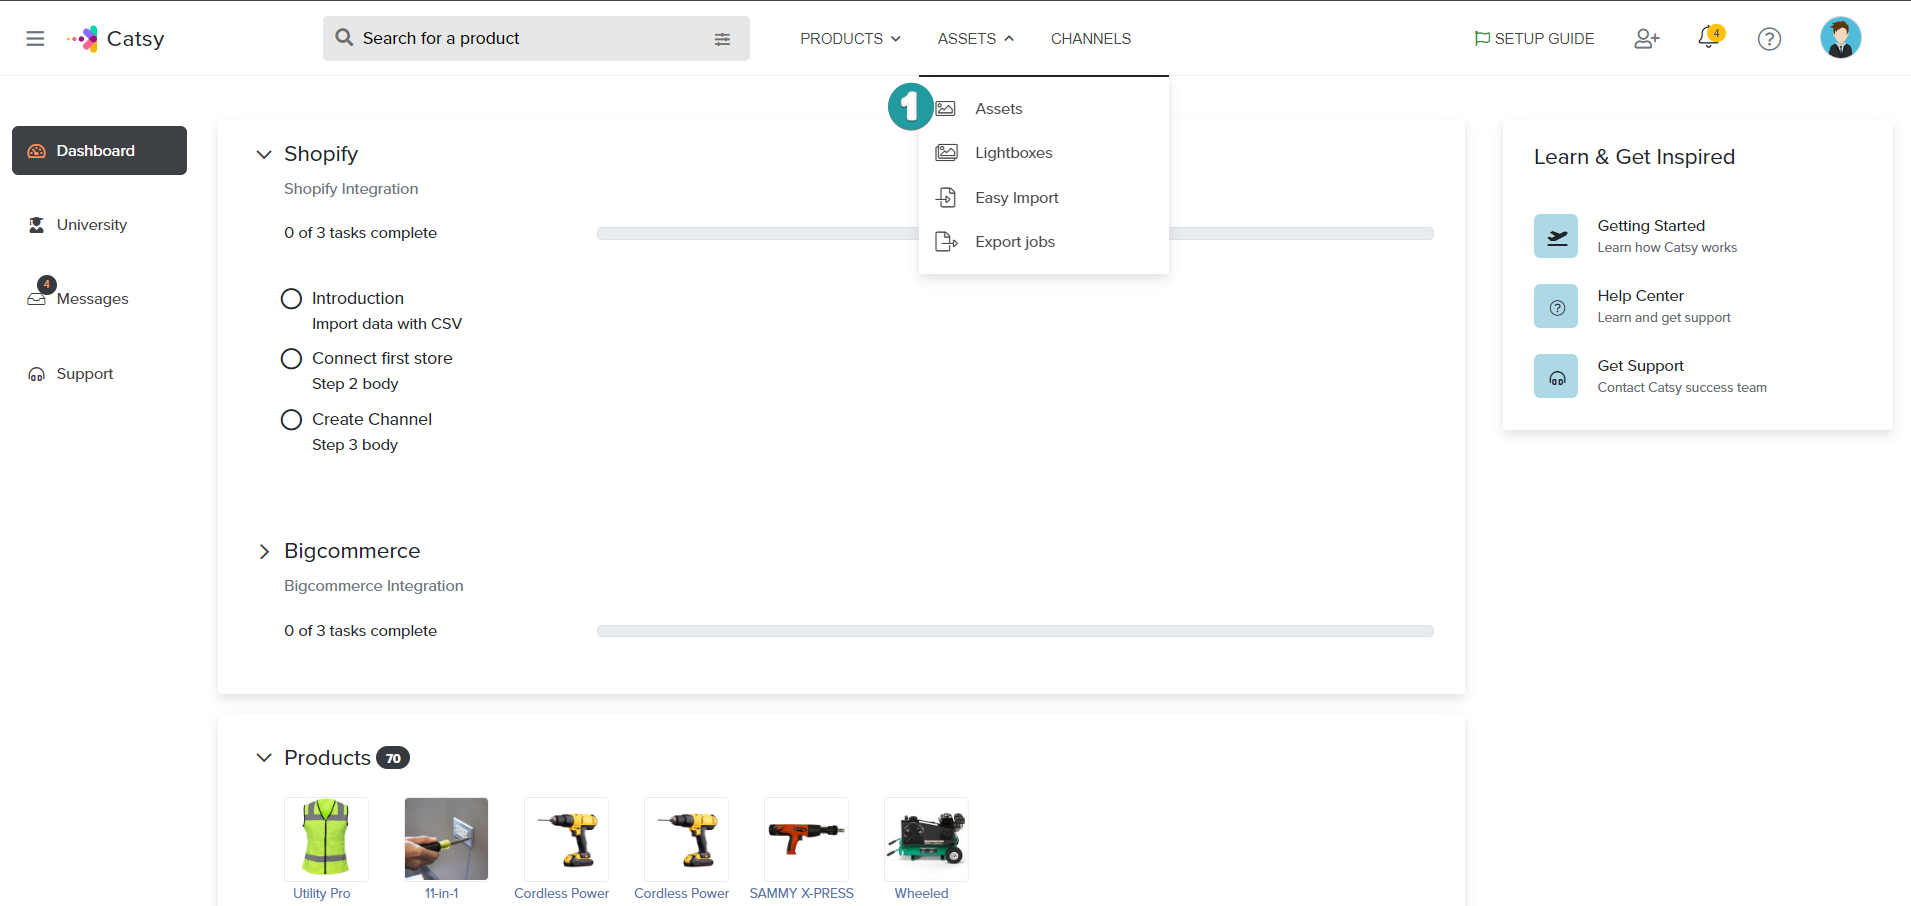 Catsy
Search for a product
PRODUCTS
ASSETS
CHANNELS
SETUP GUIDE
4
1
Assets
Lightboxes
Easy Import
Export jobs
Dashboard
University
4
Messages
Support
Shopify
Shopify Integration
0 of 3 tasks complete
Introduction
Import data with CSV
Connect first store
Step 2 body
Create Channel
Step 3 body
Bigcommerce
Bigcommerce Integration
0 of 3 tasks complete
Products 70
Utility Pro
11-in-1
Cordless Power
Cordless Power
SAMMY X-PRESS
Wheeled
Learn & Get Inspired
Getting Started
Learn how Catsy works
Help Center
Learn and get support
Get Support
Contact Catsy success team